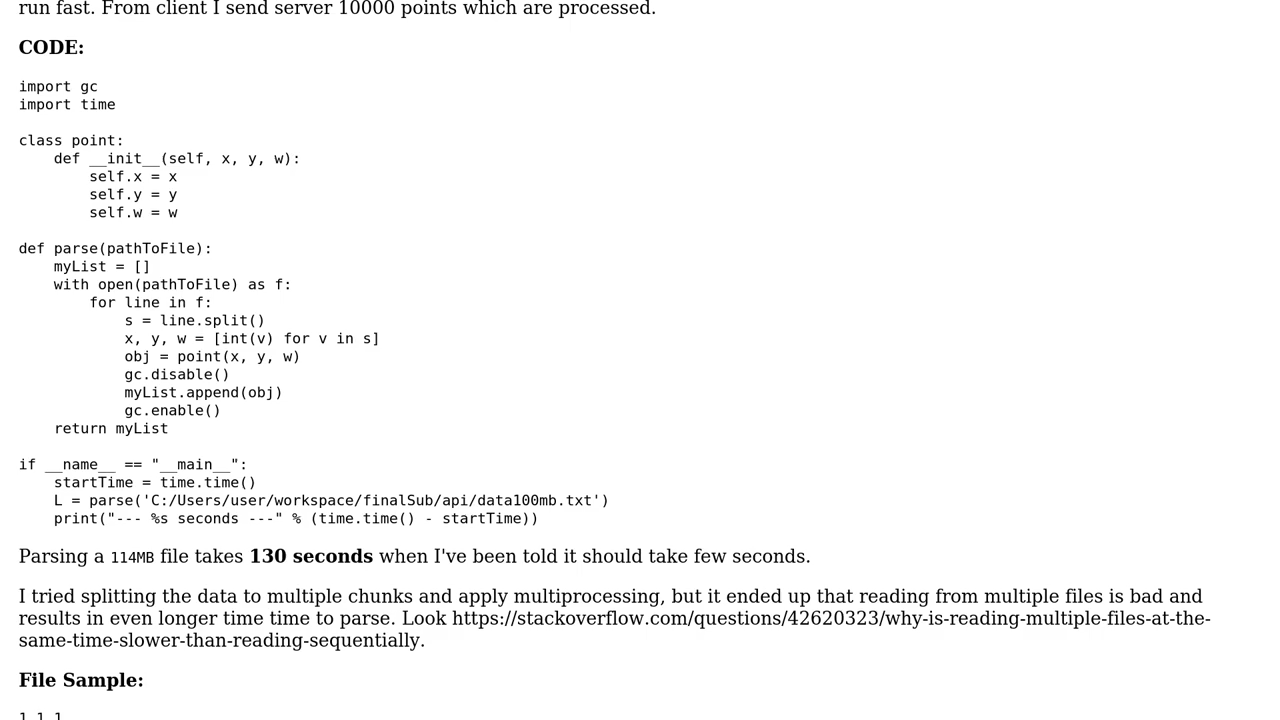 run fast. From client I send server 10000 points which are processed.
CODE:
import gc
import time
class point:
    def __init__(self, x, y, w):
        self.x = x
        self.y = y
        self.w = w
def parse(pathToFile):
    myList = []
    with open(pathToFile) as f:
        for line in f:
            s = line.split()
            x, y, w = [int(v) for v in s]
            obj = point(x, y, w)
            gc.disable()
            myList.append(obj)
            gc.enable()
    return myList
if __name__ == "__main__":
    startTime = time.time()
    L = parse('C:/Users/user/workspace/finalSub/api/data100mb.txt')
    print("--- %s seconds ---" % (time.time() - startTime))
Parsing a 114MB file takes 130 seconds when I've been told it should take few seconds.
I tried splitting the data to multiple chunks and apply multiprocessing, but it ended up that reading from multiple files is bad and
results in even longer time time to parse. Look https://stackoverflow.com/questions/42620323/why-is-reading-multiple-files-at-the-
same-time-slower-than-reading-sequentially.
File Sample:
1 1 1